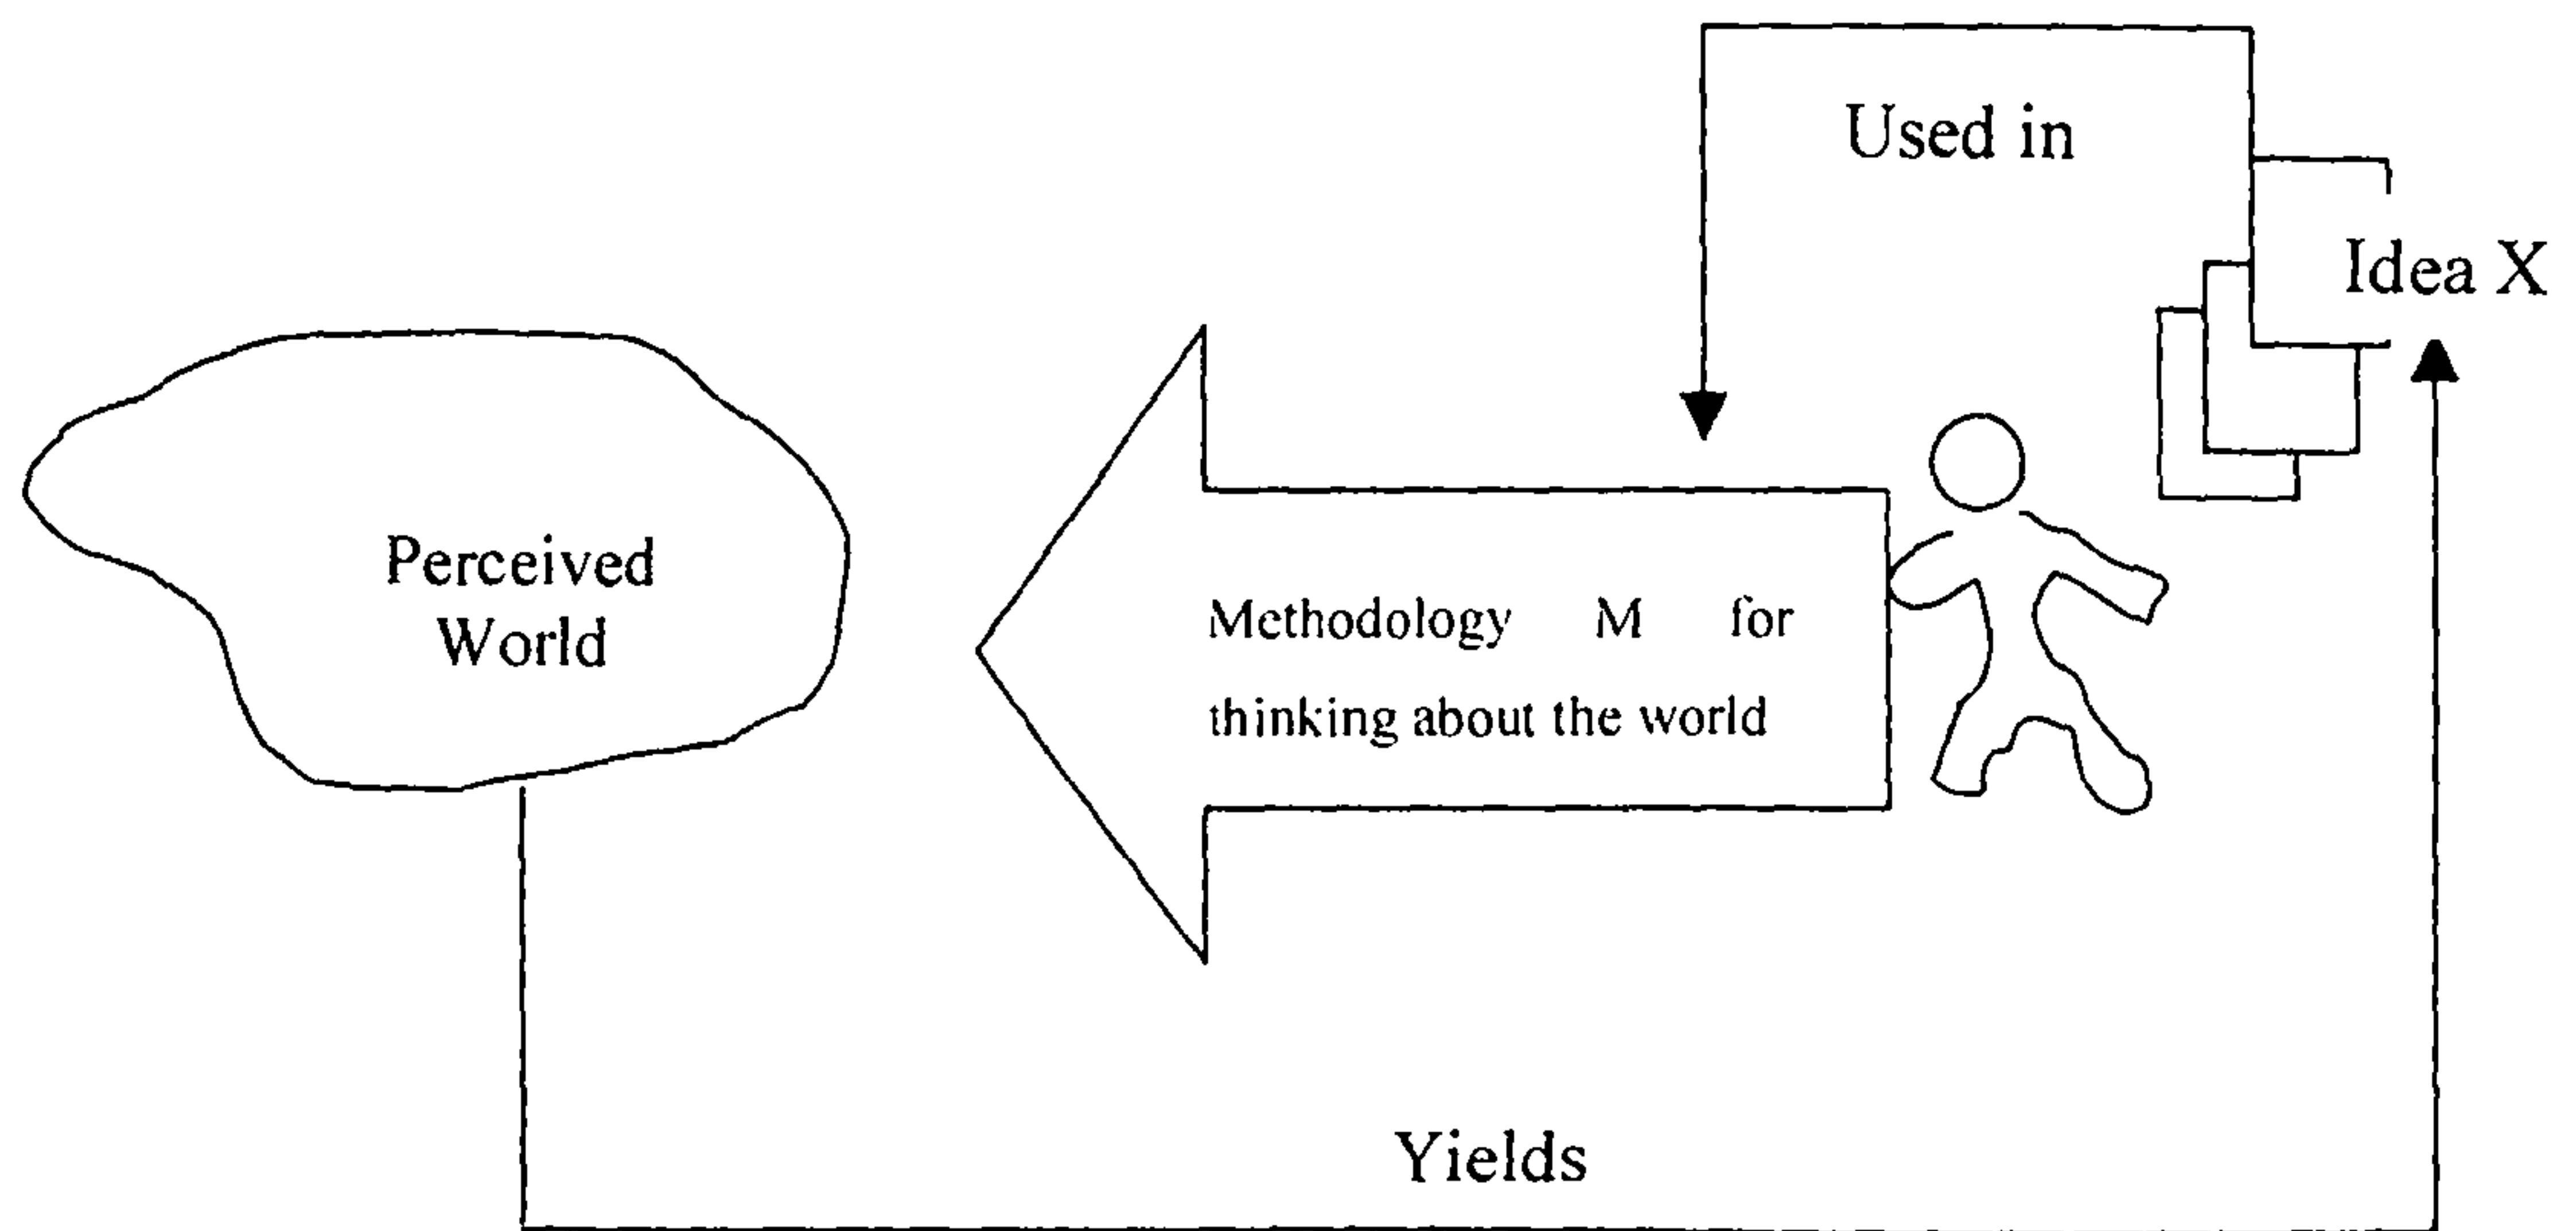 Used in
Idea X
Perceived
World
Methodology M for
thinking about the world
Yields